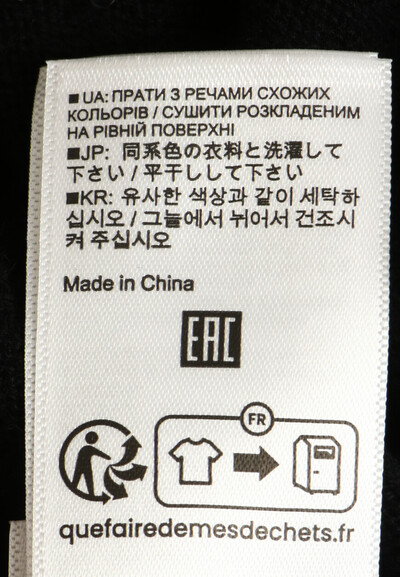 ■ UA: ПРАТИ З РЕЧАМИ СХОЖИХ
КОЛЬОРІВ / СУШИТИ РОЗКЛАДЕНИМ
НА РІВНІЙ ПОВЕРХНІ
■JP: 同系色の衣料と洗濯して
下さい / 平干しして下さい
■KR: 유사한 색상과 같이 세탁하
십시오 / 그늘에서 뉘어서 건조시
켜 주십시오
Made in China
EAC
FR
quefairedemesdechets.fr